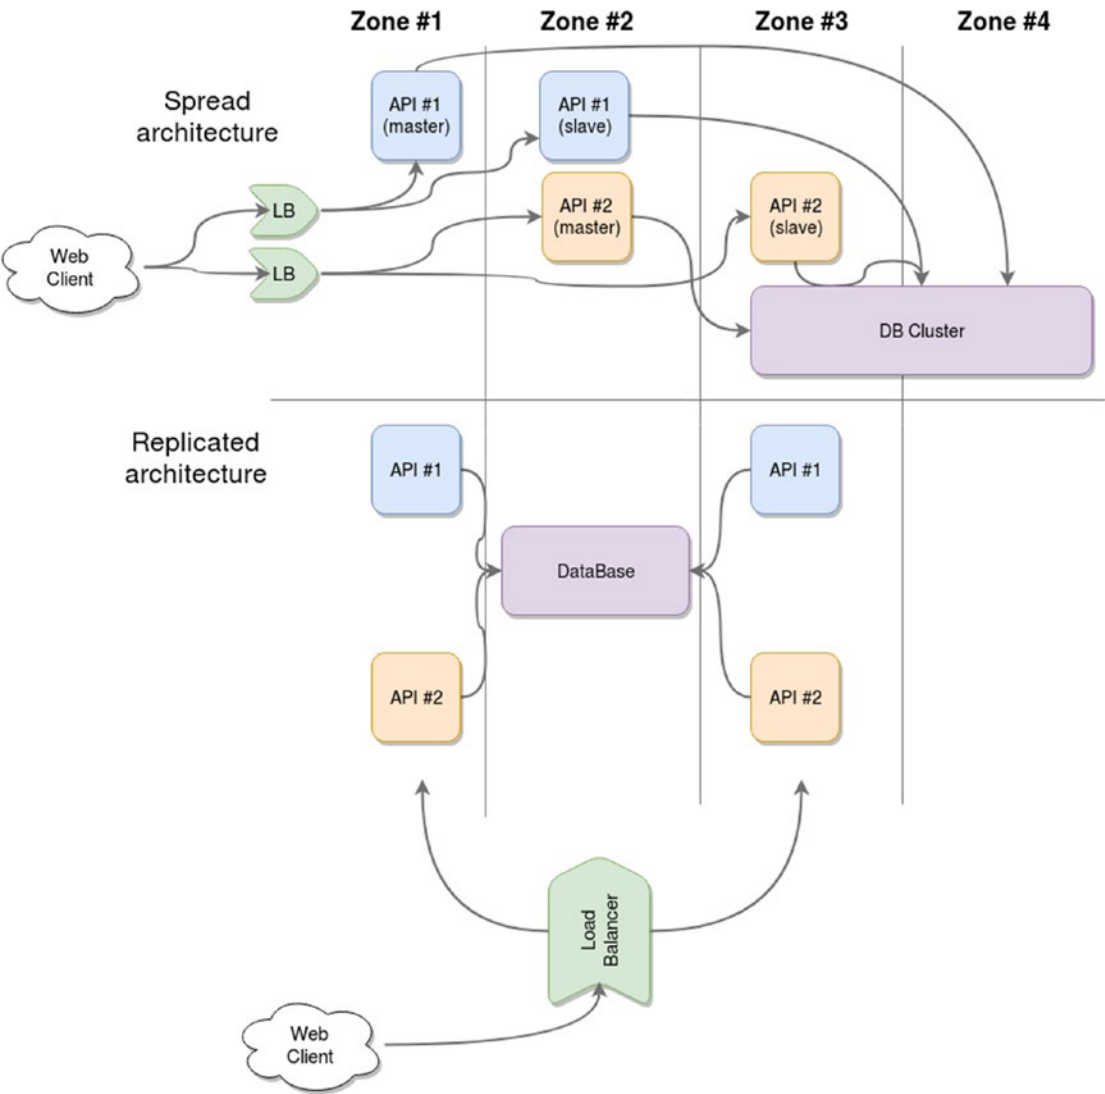 Zone #1
Zone #2
Zone #3
Zone #4
Spread
architecture
API #1
(master)
API #1
(slave)
LB
API #2
(master)
API #2
(slave)
Web
Client
LB
DB Cluster
Replicated
architecture
API #1
API #1
DataBase
API #2
API #2
Load
Balancer
Web
Client